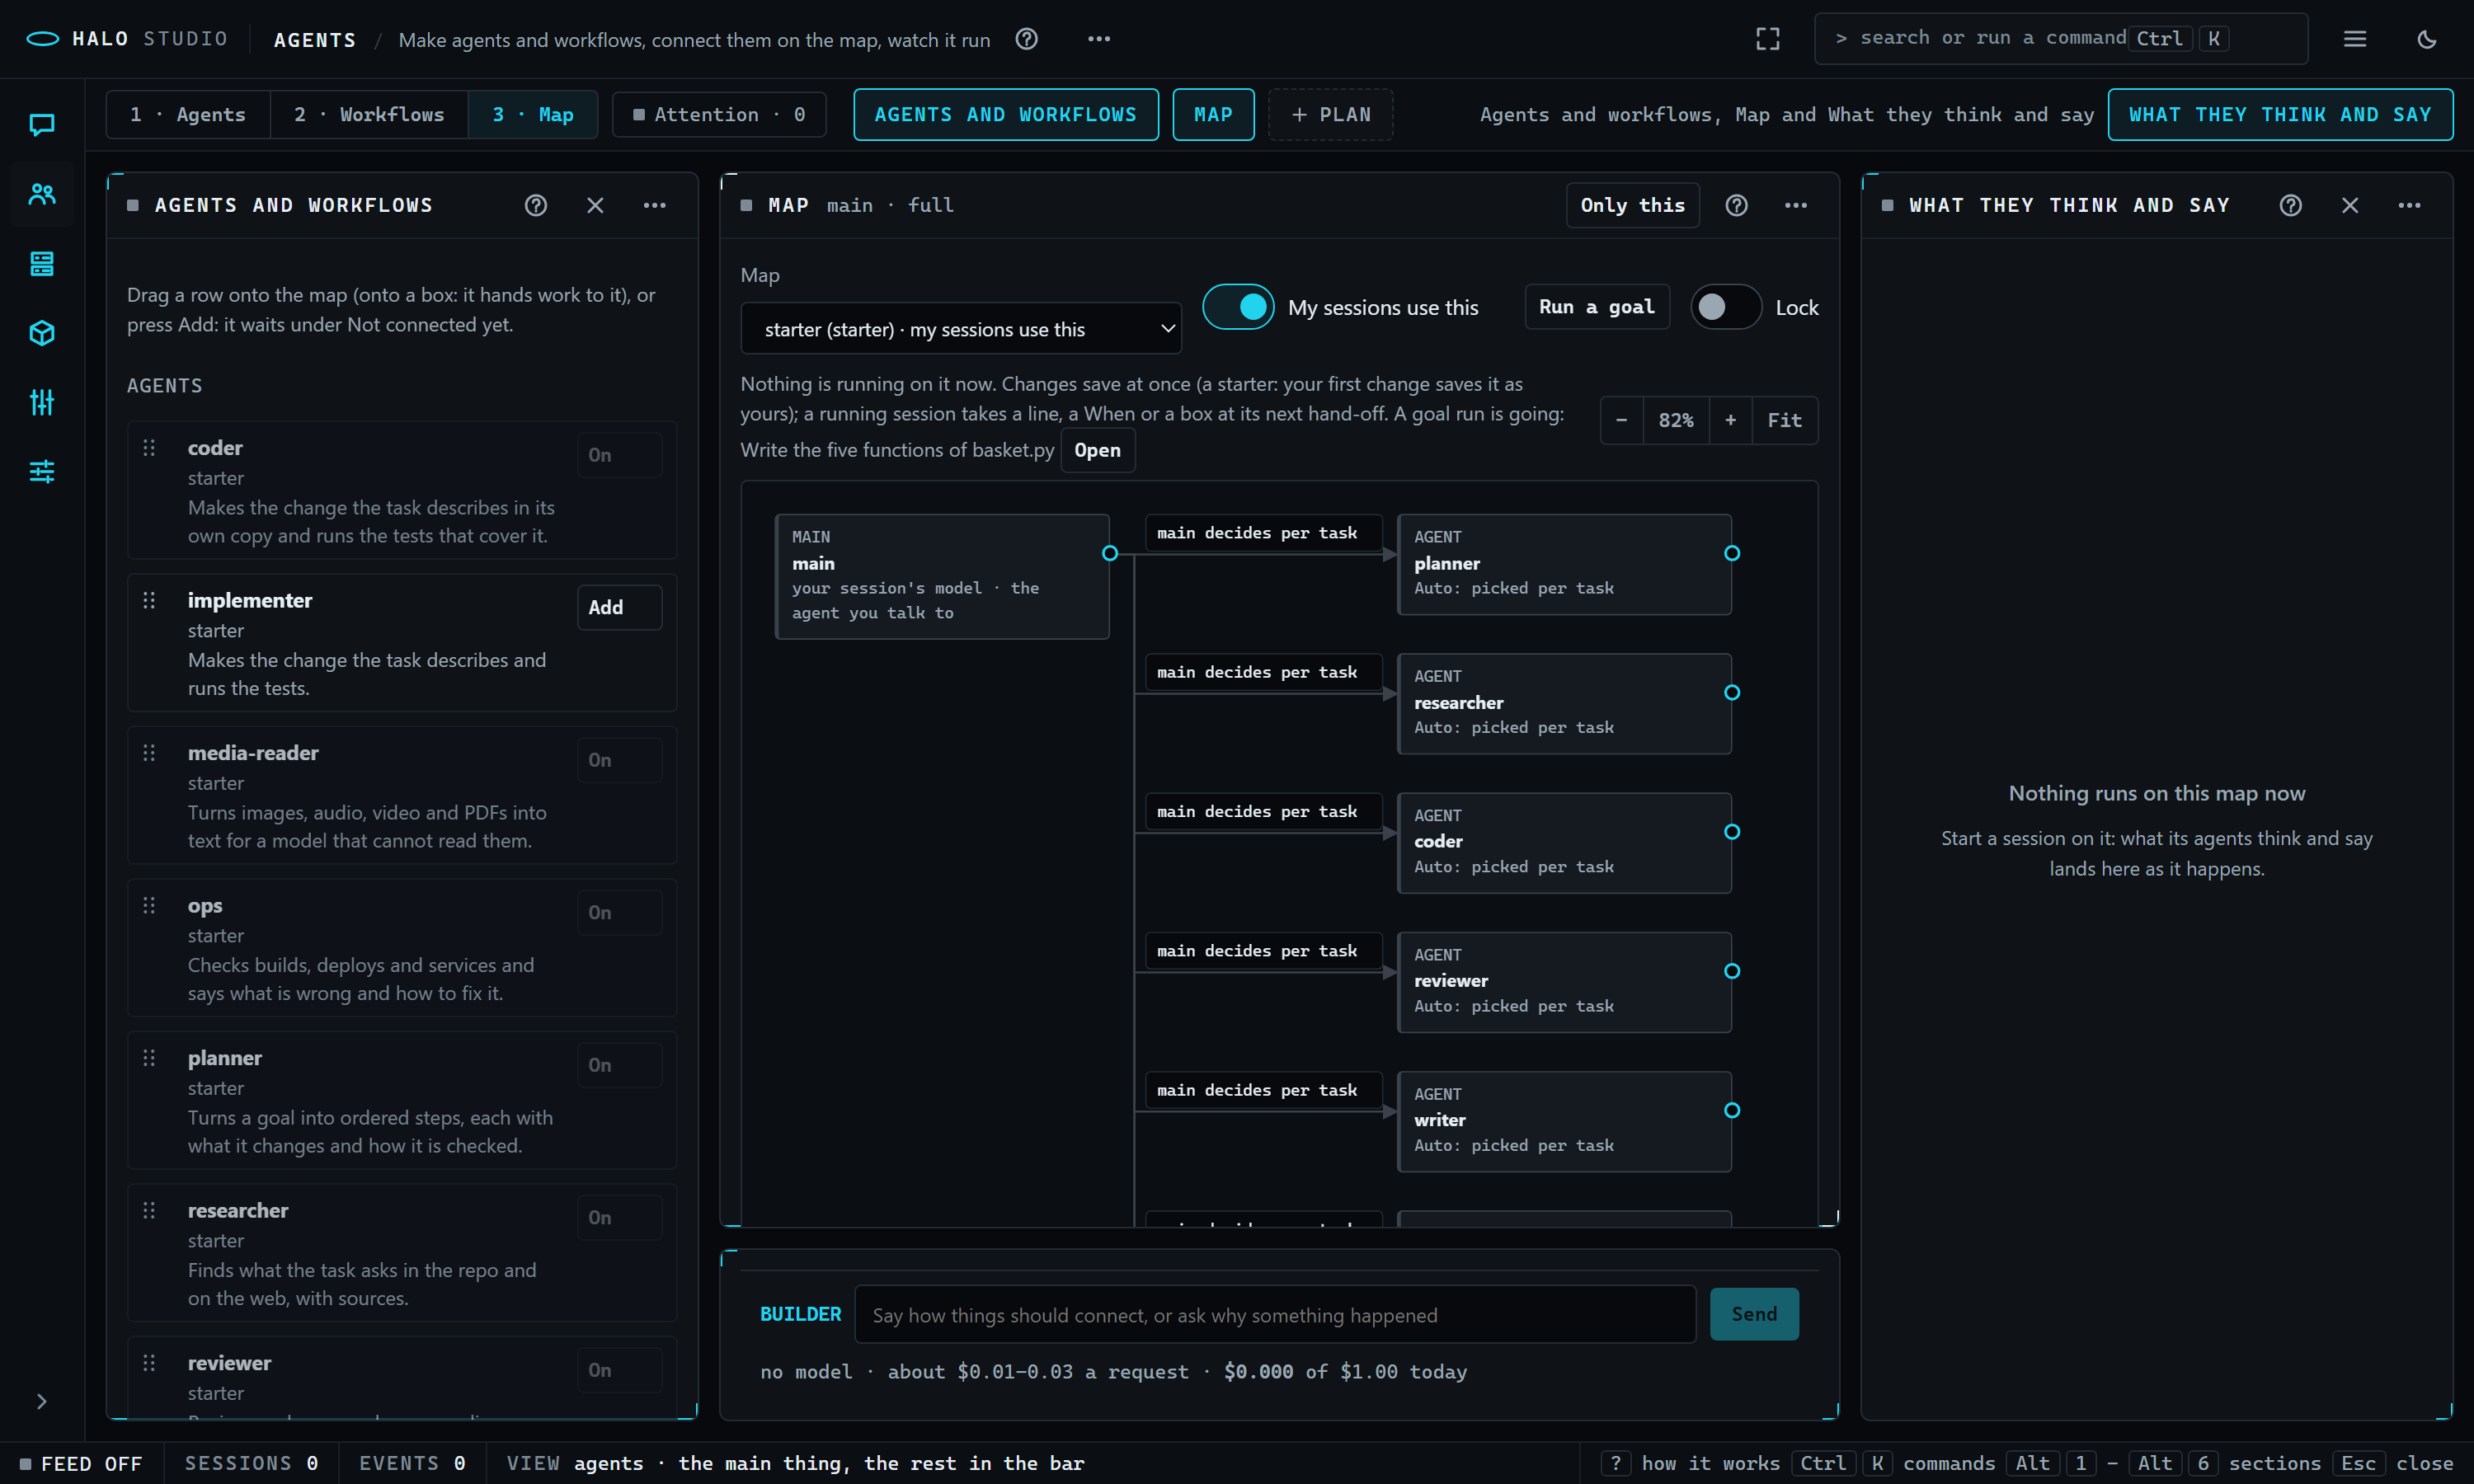 HALO STUDIO
AGENTS / Make agents and workflows, connect them on the map, watch it run
> search or run a command Ctrl K
1 · Agents
2 · Workflows
3 · Map
Attention · 0
AGENTS AND WORKFLOWS
MAP
+ PLAN
Agents and workflows, Map and What they think and say
WHAT THEY THINK AND SAY
AGENTS AND WORKFLOWS
Drag a row onto the map (onto a box: it hands work to it), or
press Add: it waits under Not connected yet.
AGENTS
coder
On
starter
Makes the change the task describes in its
own copy and runs the tests that cover it.
implementer
Add
starter
Makes the change the task describes and
runs the tests.
media-reader
On
starter
Turns images, audio, video and PDFs into
text for a model that cannot read them.
ops
On
starter
Checks builds, deploys and services and
says what is wrong and how to fix it.
planner
On
starter
Turns a goal into ordered steps, each with
what it changes and how it is checked.
researcher
On
starter
Finds what the task asks in the repo and
on the web, with sources.
reviewer
On
starter
MAP main · full
Only this
Map
starter (starter) · my sessions use this
My sessions use this
Run a goal
Lock
Nothing is running on it now. Changes save at once (a starter: your first change saves it as
yours); a running session takes a line, a When or a box at its next hand-off. A goal run is going:
Write the five functions of basket.py Open
− 82% + Fit
MAIN
main
your session's model · the
agent you talk to
main decides per task
AGENT
planner
Auto: picked per task
main decides per task
AGENT
researcher
Auto: picked per task
main decides per task
AGENT
coder
Auto: picked per task
main decides per task
AGENT
reviewer
Auto: picked per task
main decides per task
AGENT
writer
Auto: picked per task
BUILDER
Say how things should connect, or ask why something happened
Send
no model · about $0.01–0.03 a request · $0.000 of $1.00 today
WHAT THEY THINK AND SAY
Nothing runs on this map now
Start a session on it: what its agents think and say
lands here as it happens.
FEED OFF
SESSIONS 0
EVENTS 0
VIEW agents · the main thing, the rest in the bar
? how it works Ctrl K commands Alt 1 – Alt 6 sections Esc close